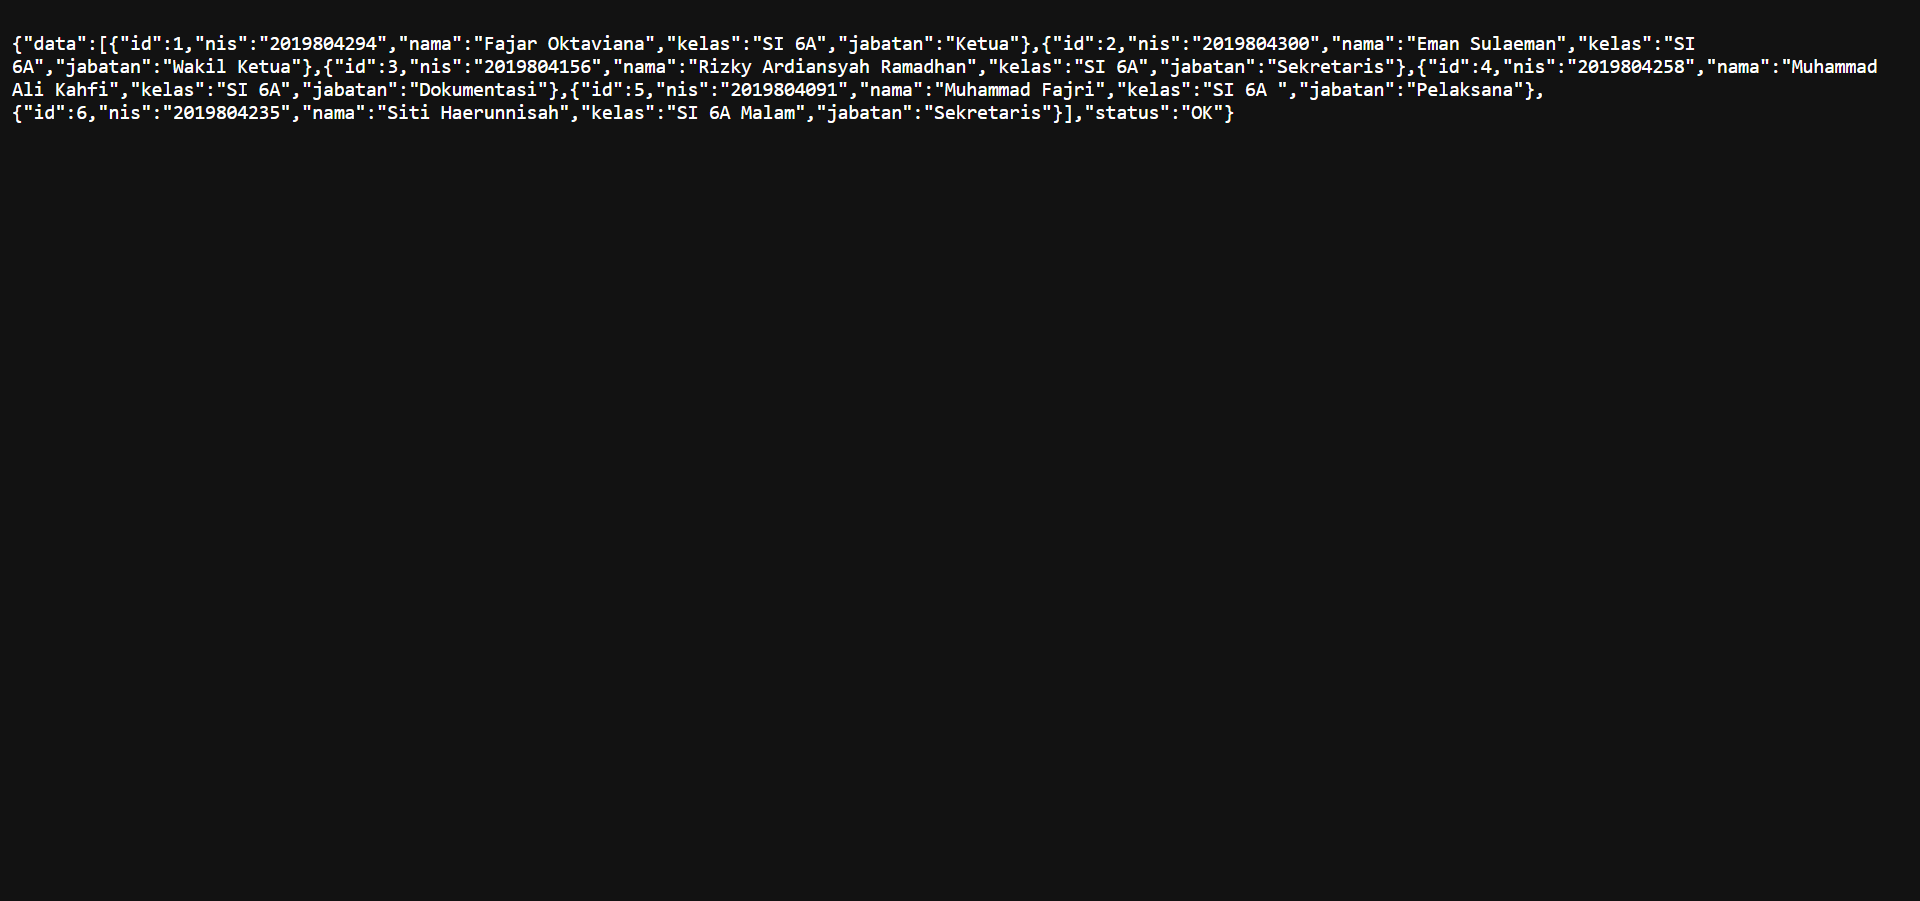 {"data":[{"id":1,"nis":"2019804294","nama":"Fajar Oktaviana","kelas":"SI 6A","jabatan":"Ketua"},{"id":2,"nis":"2019804300","nama":"Eman Sulaeman","kelas":"SI
6A","jabatan":"Wakil Ketua"},{"id":3,"nis":"2019804156","nama":"Rizky Ardiansyah Ramadhan","kelas":"SI 6A","jabatan":"Sekretaris"},{"id":4,"nis":"2019804258","nama":"Muhammad
Ali Kahfi","kelas":"SI 6A","jabatan":"Dokumentasi"},{"id":5,"nis":"2019804091","nama":"Muhammad Fajri","kelas":"SI 6A ","jabatan":"Pelaksana"},
{"id":6,"nis":"2019804235","nama":"Siti Haerunnisah","kelas":"SI 6A Malam","jabatan":"Sekretaris"}],"status":"OK"}